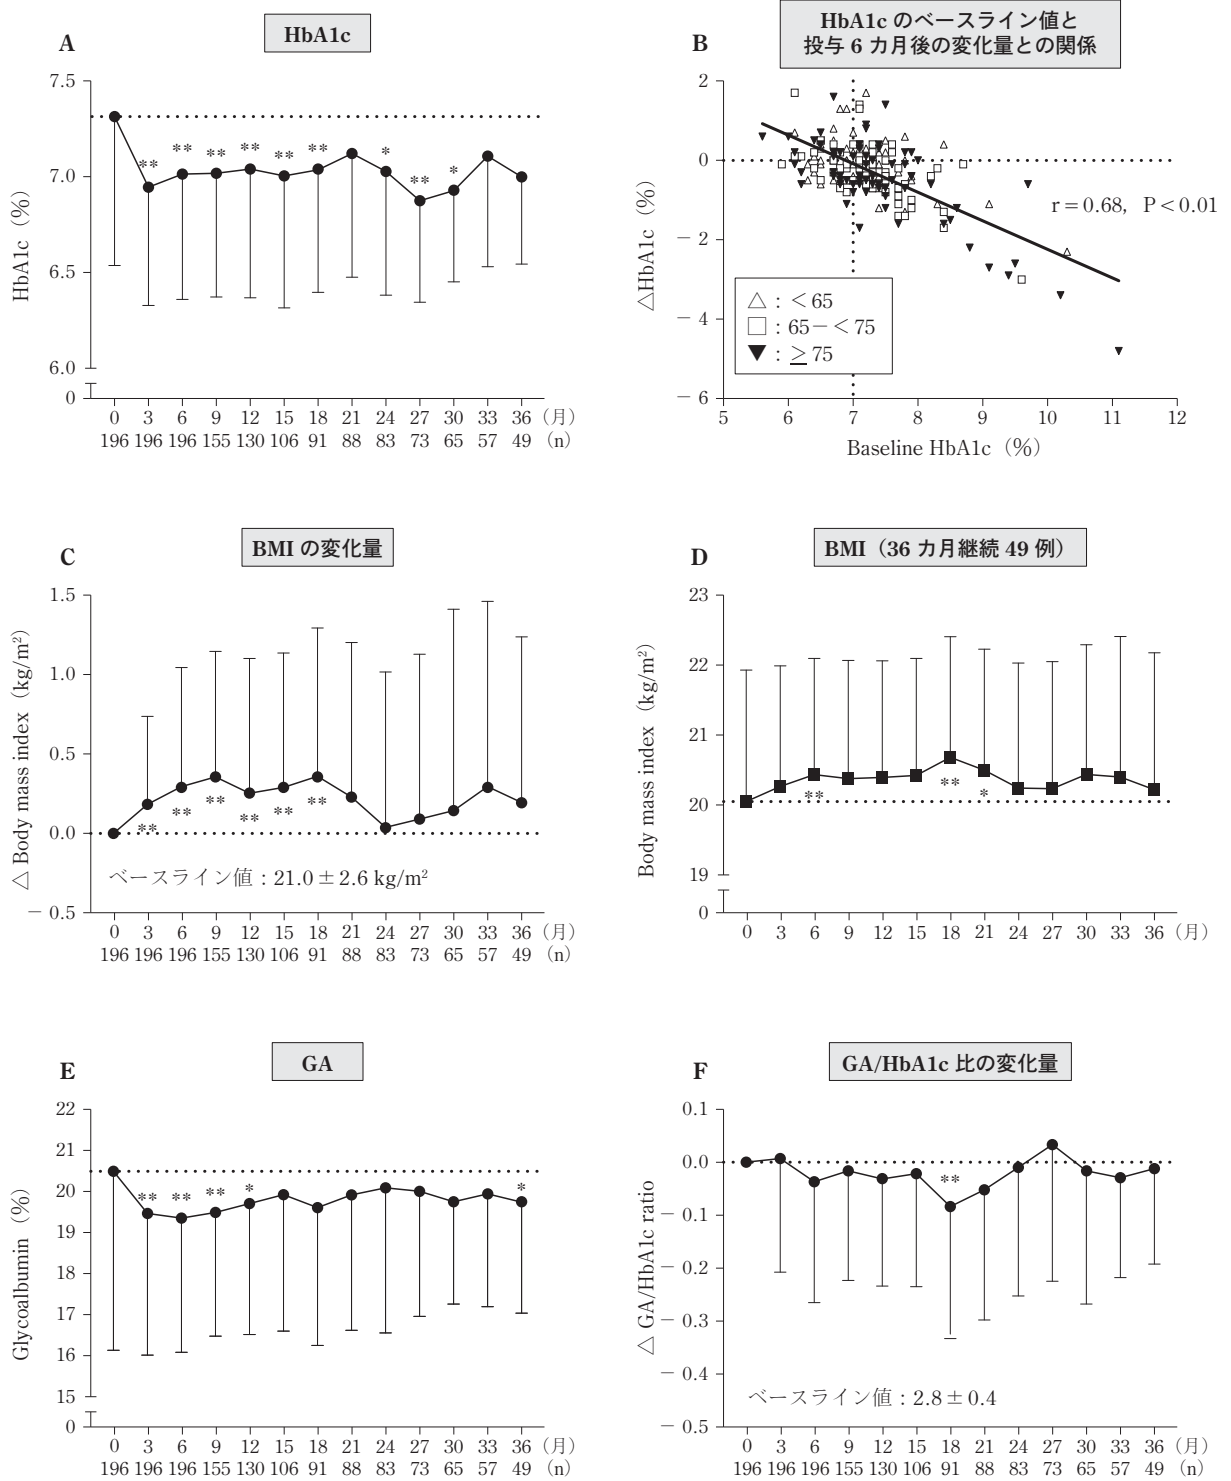 A
HbA1c
7.5
7.0
6.5
6.0
0
HbA1c (%)
** ** ** ** * ** * ** *
0 3 6 9 12 15 18 21 24 27 30 33 36 (月)
196 196 196 155 130 106 91 88 83 73 65 57 49 (n)
B
HbA1c のベースライン値と
投与 6 カ月後の変化量との関係
2
0
－2
－4
－6
△HbA1c (%)
r＝0.68, P＜0.01
△：＜65
□：65－＜75
▼：≧75
5 6 7 8 9 10 11 12
Baseline HbA1c (%)
C
BMI の変化量
1.5
1.0
0.5
0.0
－0.5
△ Body mass index (kg/m²)
** ** ** ** ** **
ベースライン値：21.0±2.6 kg/m²
0 3 6 9 12 15 18 21 24 27 30 33 36 (月)
196 196 196 155 130 106 91 88 83 73 65 57 49 (n)
D
BMI（36 カ月継続 49 例）
23
22
21
20
19
0
Body mass index (kg/m²)
** ** *
0 3 6 9 12 15 18 21 24 27 30 33 36 (月)
E
GA
22
21
20
19
18
17
16
15
0
Glycoalbumin (%)
** ** ** * *
0 3 6 9 12 15 18 21 24 27 30 33 36 (月)
196 196 196 155 130 106 91 88 83 73 65 57 49 (n)
F
GA/HbA1c 比の変化量
0.1
0.0
－0.1
－0.2
－0.3
－0.4
－0.5
△ GA/HbA1c ratio
**
ベースライン値：2.8±0.4
0 3 6 9 12 15 18 21 24 27 30 33 36 (月)
196 196 196 155 130 106 91 88 83 73 65 57 49 (n)